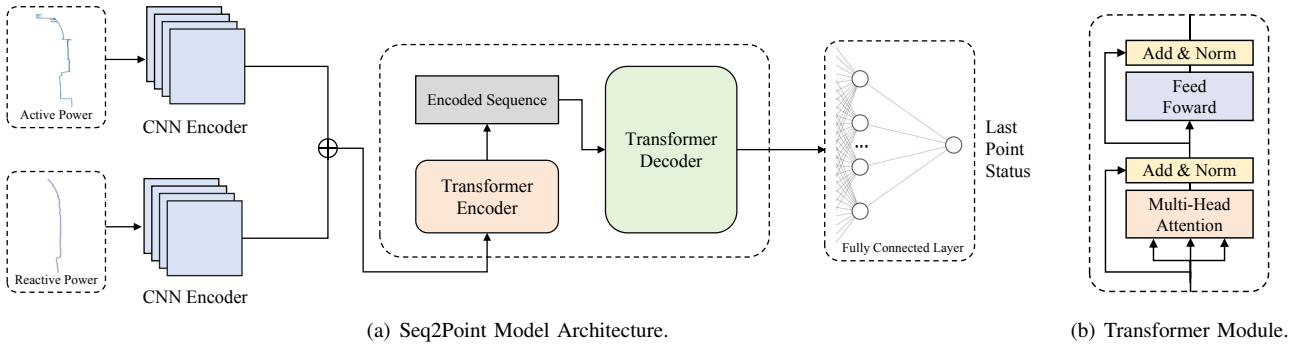 Active Power
CNN Encoder
Reactive Power
CNN Encoder
Encoded Sequence
Transformer
Encoder
Transformer
Decoder
...
Fully Connected Layer
Last
Point
Status
(a) Seq2Point Model Architecture.
Add & Norm
Feed
Foward
Add & Norm
Multi-Head
Attention
(b) Transformer Module.